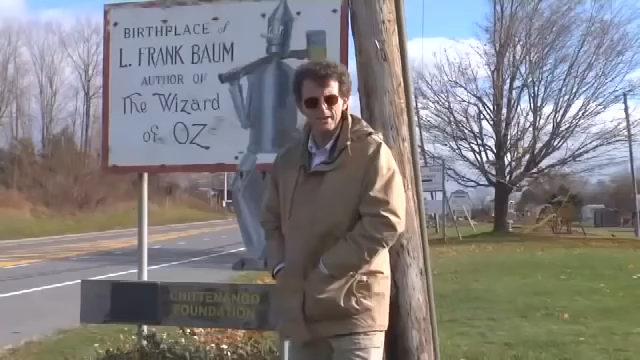 BIRTHPLACE of
L. FRANK BAUM
AUTHOR OF
The Wizard
of OZ
CHITTENANGO
FOUNDATION